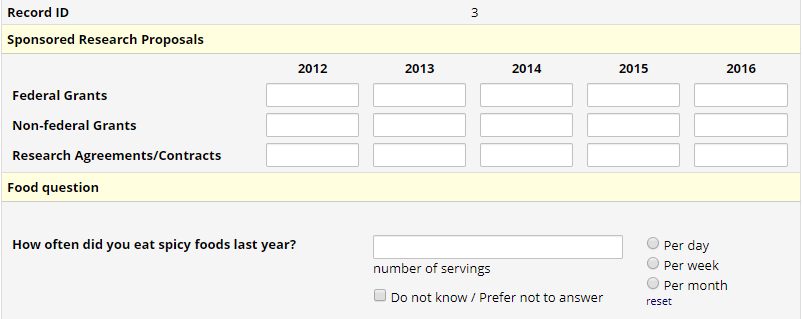 Record ID 3
Sponsored Research Proposals
2012 2013 2014 2015 2016
Federal Grants
Non-federal Grants
Research Agreements/Contracts
Food question
How often did you eat spicy foods last year?
number of servings
Do not know / Prefer not to answer
Per day
Per week
Per month
reset